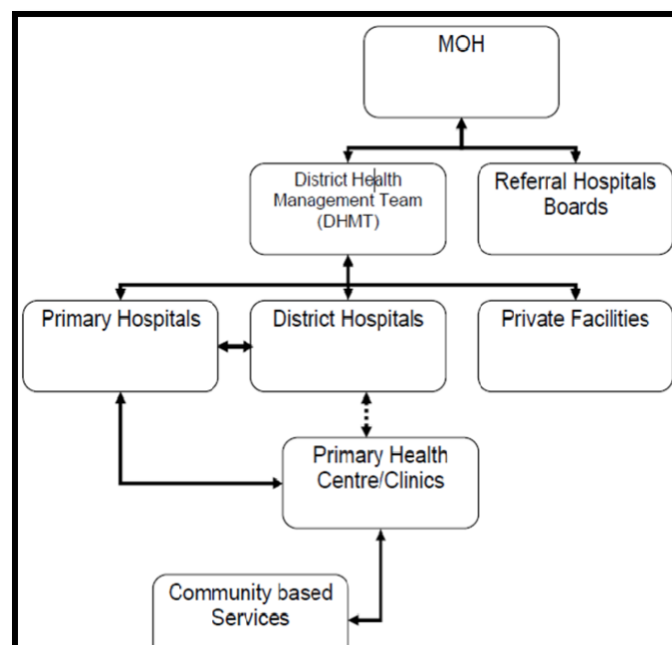 MOH
District Health
Management Team
(DHMT)
Referral Hospitals
Boards
Primary Hospitals
District Hospitals
Private Facilities
Primary Health
Centre/Clinics
Community based
Services